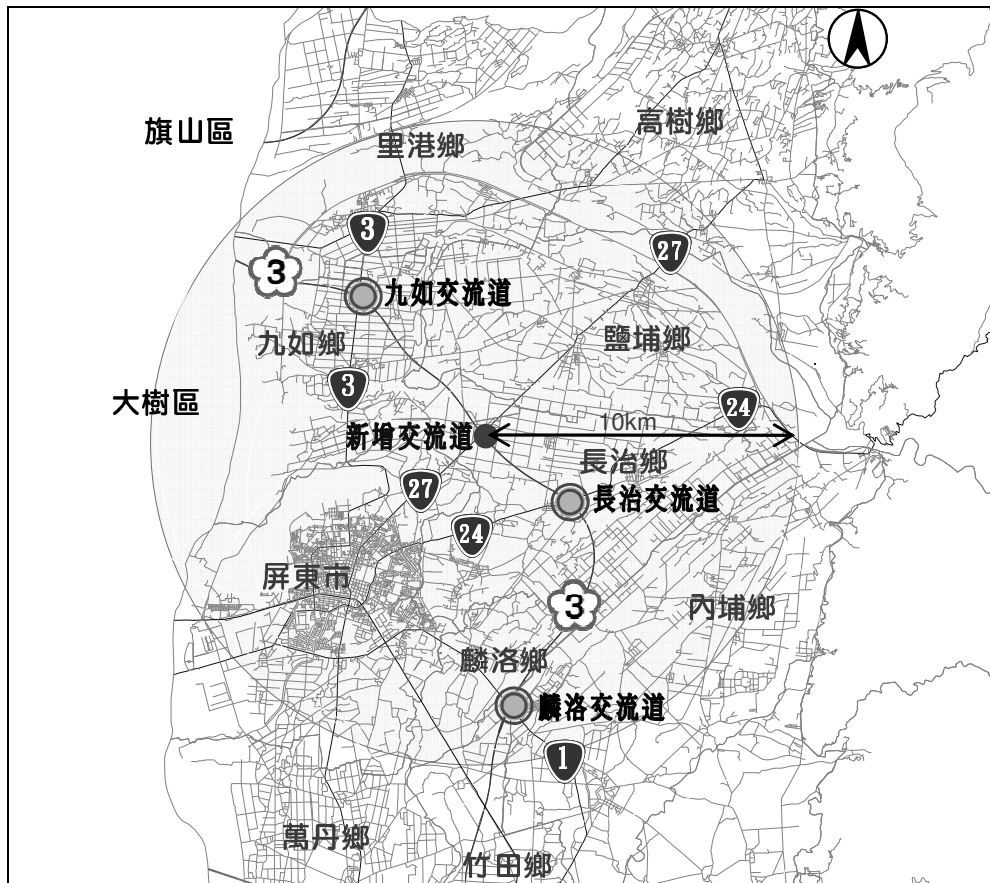 旗山區
里港鄉
高樹鄉
3
27
3
九如交流道
九如鄉
鹽埔鄉
3
大樹區
24
10km
新增交流道
長治鄉
27
長治交流道
24
屏東市
3
內埔鄉
麟洛鄉
麟洛交流道
1
萬丹鄉
竹田鄉